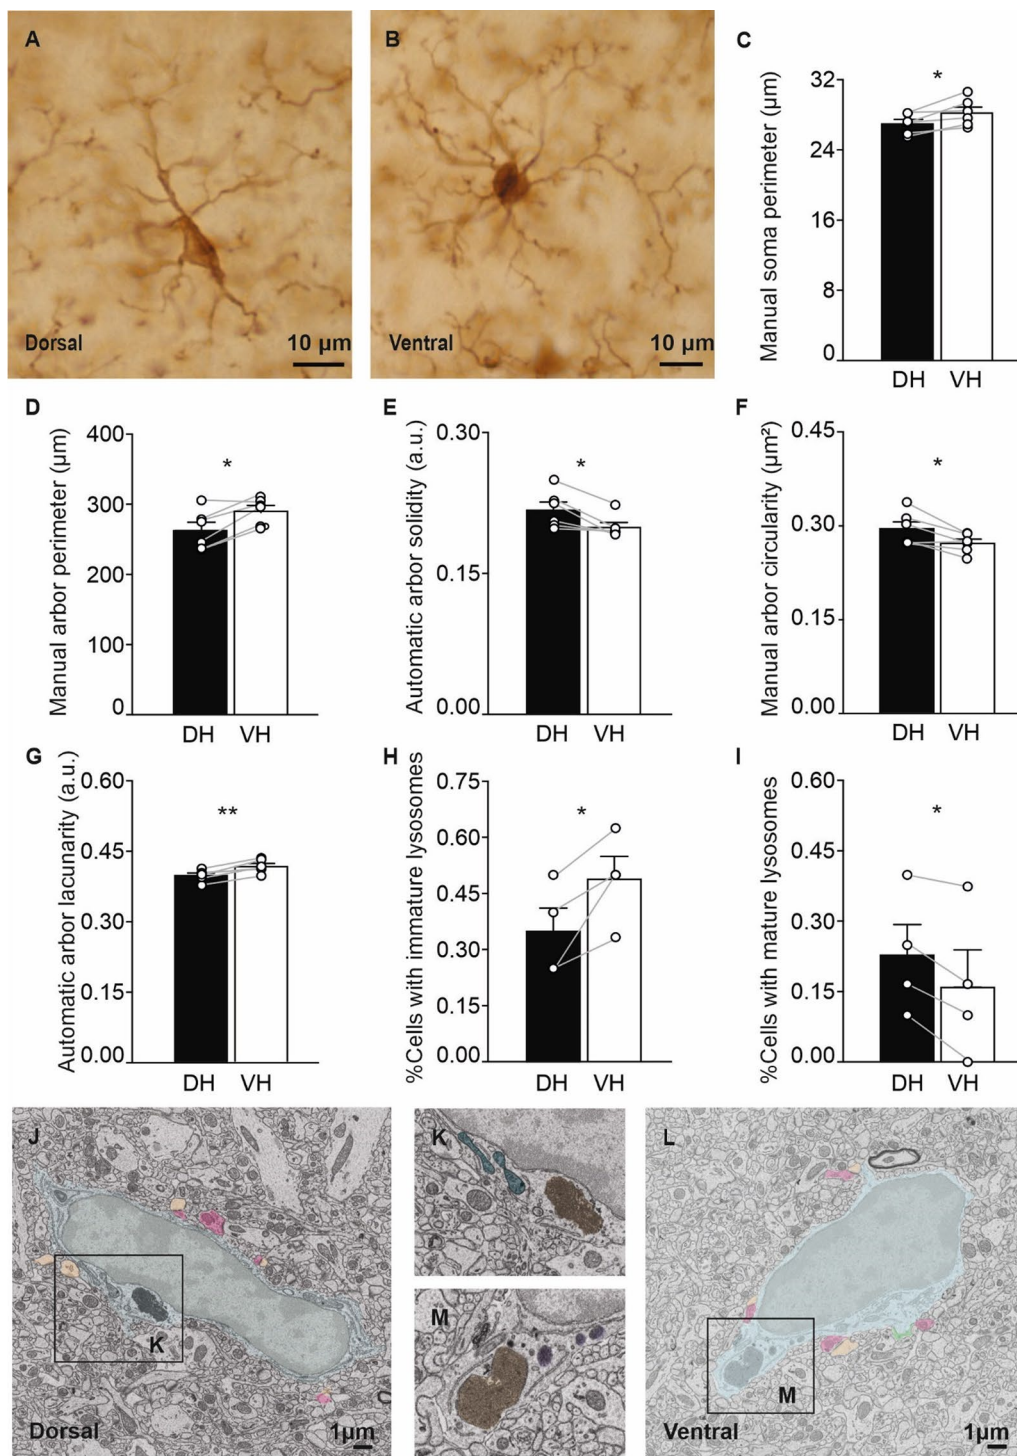 A
Dorsal
10 µm
B
Ventral
10 µm
C
Manual soma perimeter (µm)
*
32
24
16
8
0
DH VH
D
Manual arbor perimeter (µm)
*
400
300
200
100
0
DH VH
E
Automatic arbor solidity (a.u.)
*
0.30
0.15
0.00
DH VH
F
Manual arbor circularity (µm²)
*
0.45
0.30
0.15
0.00
DH VH
G
Automatic arbor lacunarity (a.u.)
**
0.60
0.45
0.30
0.15
0.00
DH VH
H
%Cells with immature lysosomes
*
0.75
0.60
0.45
0.30
0.15
0.00
DH VH
I
%Cells with mature lysosomes
*
0.60
0.45
0.30
0.15
0.00
DH VH
J
K
Dorsal
1µm
K
M
L
M
Ventral
1µm